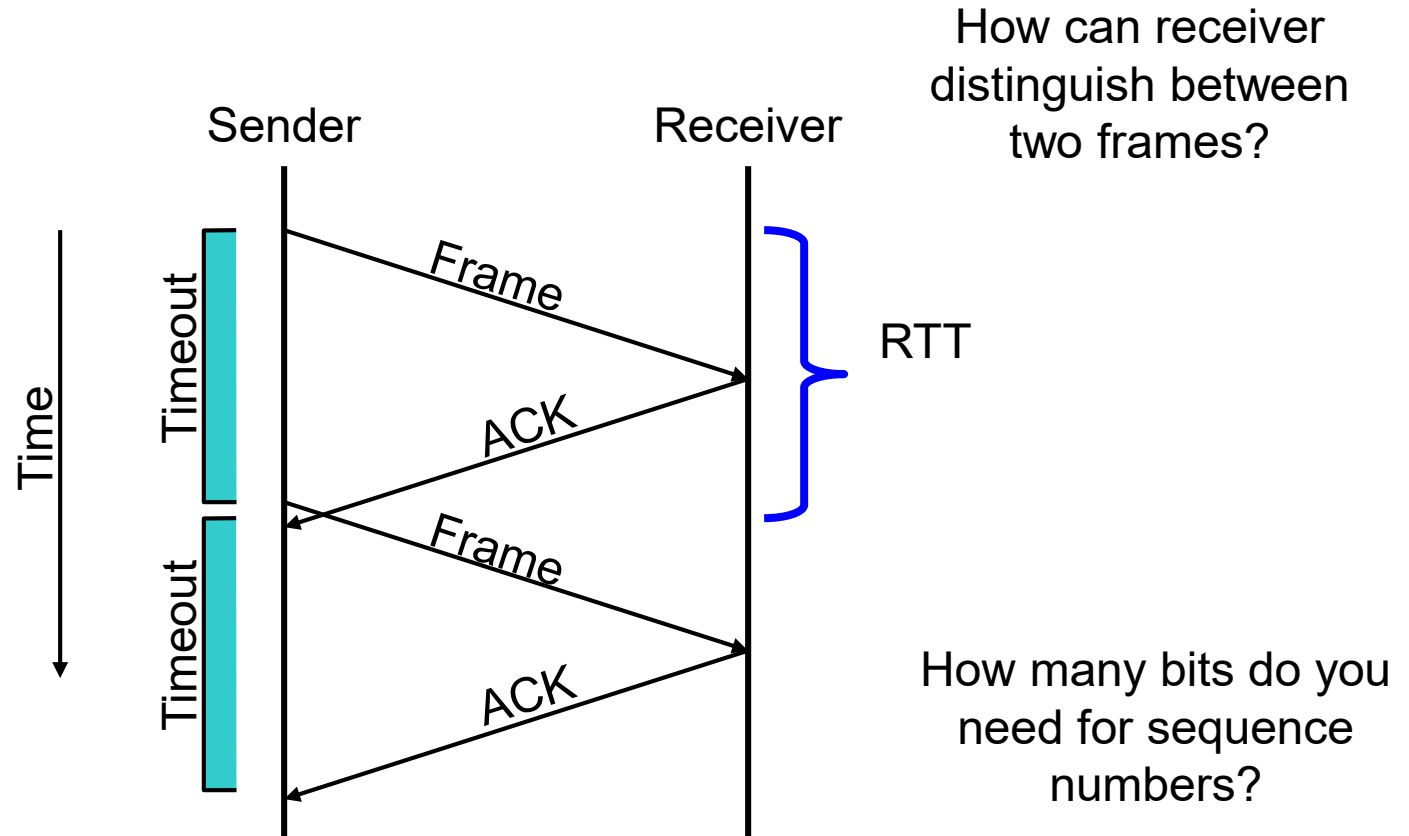 How can receiver
distinguish between
two frames?
Sender
Receiver
Frame
Timeout
RTT
Time
ACK
Frame
Timeout
ACK
How many bits do you
need for sequence
numbers?